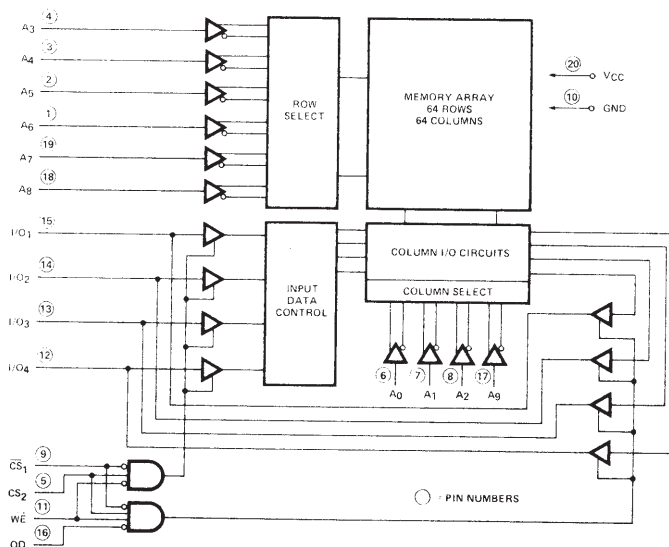 A3 4
A4 3
A5 2
A6 1
A7 19
A8 18
ROW
SELECT
MEMORY ARRAY
64 ROWS
64 COLUMNS
20 VCC
10 GND
I/O1 15
I/O2 14
I/O3 13
I/O4 12
INPUT
DATA
CONTROL
COLUMN I/O CIRCUITS
COLUMN SELECT
6 7 8 17
A0 A1 A2 A9
CS1 9
CS2 5
WE 11
OD 16
= PIN NUMBERS